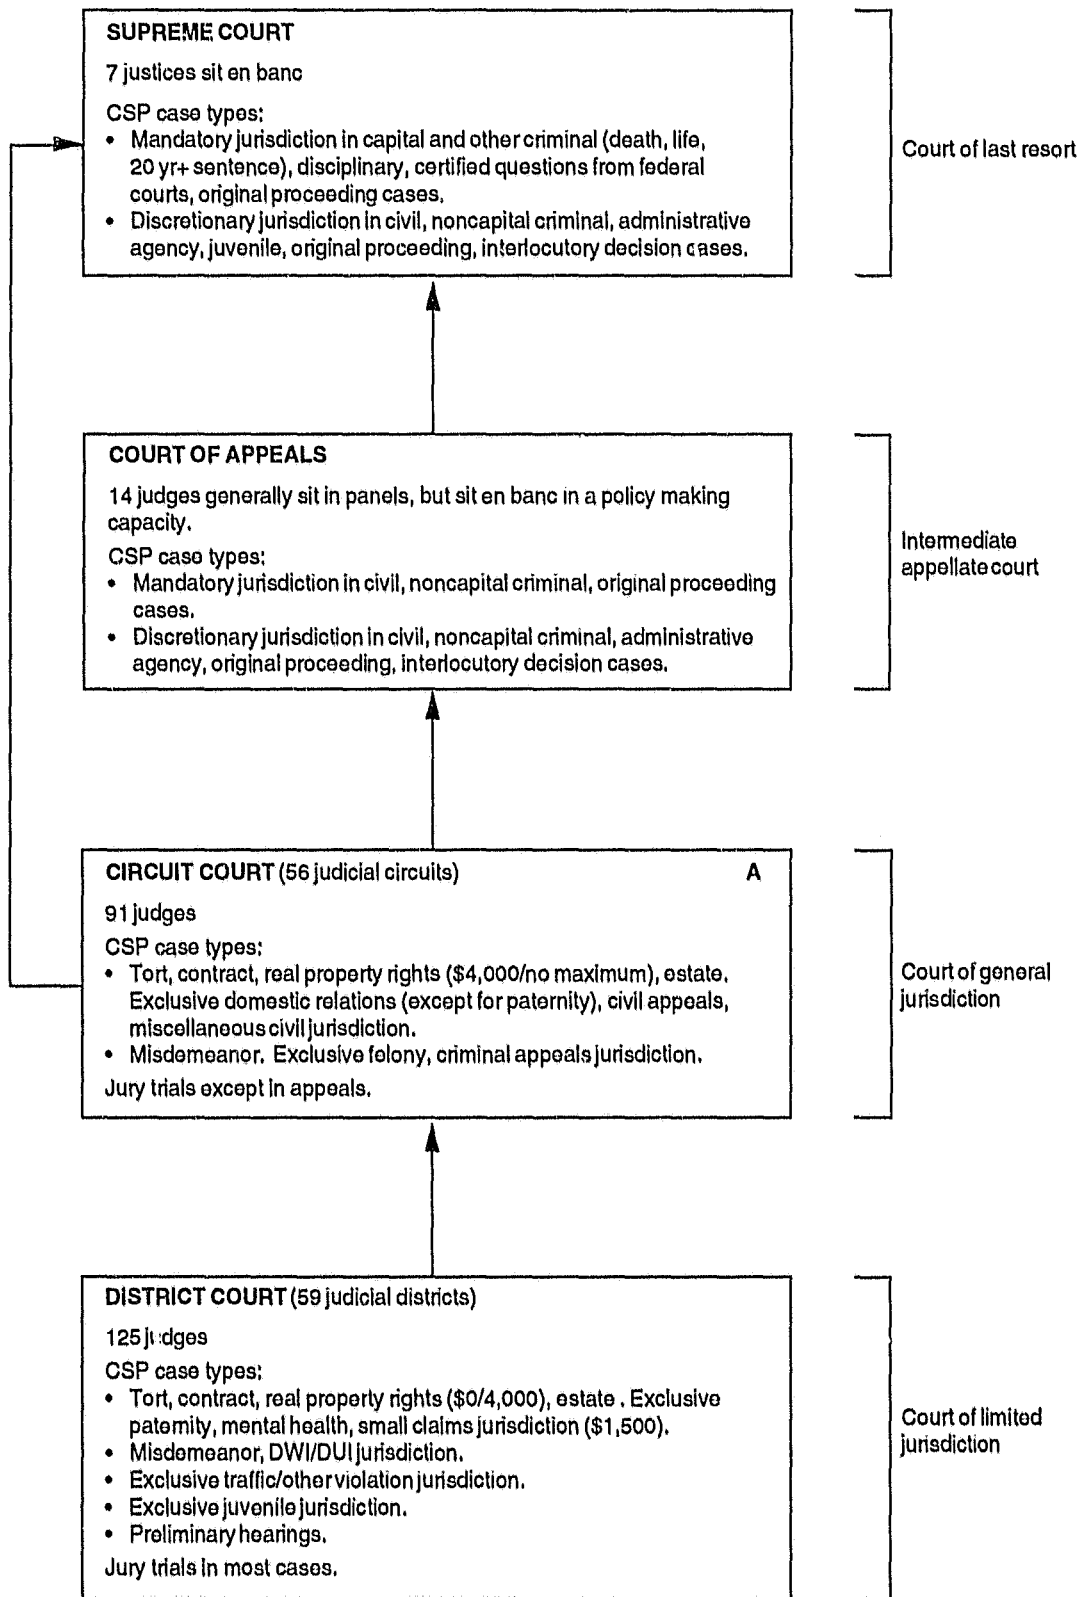 SUPREME COURT
7 justices sit en banc
CSP case types:
• Mandatory jurisdiction in capital and other criminal (death, life,
20 yr+ sentence), disciplinary, certified questions from federal
courts, original proceeding cases.
• Discretionary jurisdiction in civil, noncapital criminal, administrative
agency, juvenile, original proceeding, interlocutory decision cases.
Court of last resort
COURT OF APPEALS
14 judges generally sit in panels, but sit en banc in a policy making
capacity.
CSP case types:
• Mandatory jurisdiction in civil, noncapital criminal, original proceeding
cases.
• Discretionary jurisdiction in civil, noncapital criminal, administrative
agency, original proceeding, interlocutory decision cases.
Intermediate
appellate court
CIRCUIT COURT (56 judicial circuits) A
91 judges
CSP case types:
• Tort, contract, real property rights ($4,000/no maximum), estate.
Exclusive domestic relations (except for paternity), civil appeals,
miscellaneous civil jurisdiction.
• Misdemeanor. Exclusive felony, criminal appeals jurisdiction.
Jury trials except in appeals.
Court of general
jurisdiction
DISTRICT COURT (59 judicial districts)
125 judges
CSP case types:
• Tort, contract, real property rights ($0/4,000), estate. Exclusive
paternity, mental health, small claims jurisdiction ($1,500).
• Misdemeanor, DWI/DUI jurisdiction.
• Exclusive traffic/other violation jurisdiction.
• Exclusive juvenile jurisdiction.
• Preliminary hearings.
Jury trials in most cases.
Court of limited
jurisdiction